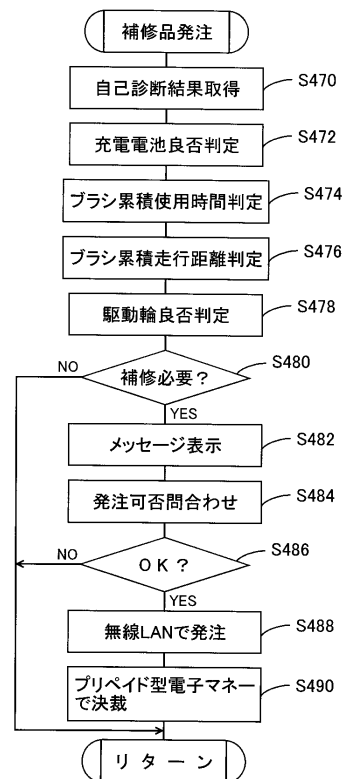 補修品発注
自己診断結果取得
S470
充電電池良否判定
S472
ブラシ累積使用時間判定
S474
ブラシ累積走行距離判定
S476
駆動輪良否判定
S478
補修必要?
S480
NO
YES
メッセージ表示
S482
発注可否問合わせ
S484
OK?
S486
NO
YES
無線LANで発注
S488
プリペイド型電子マネー
で決裁
S490
リターン